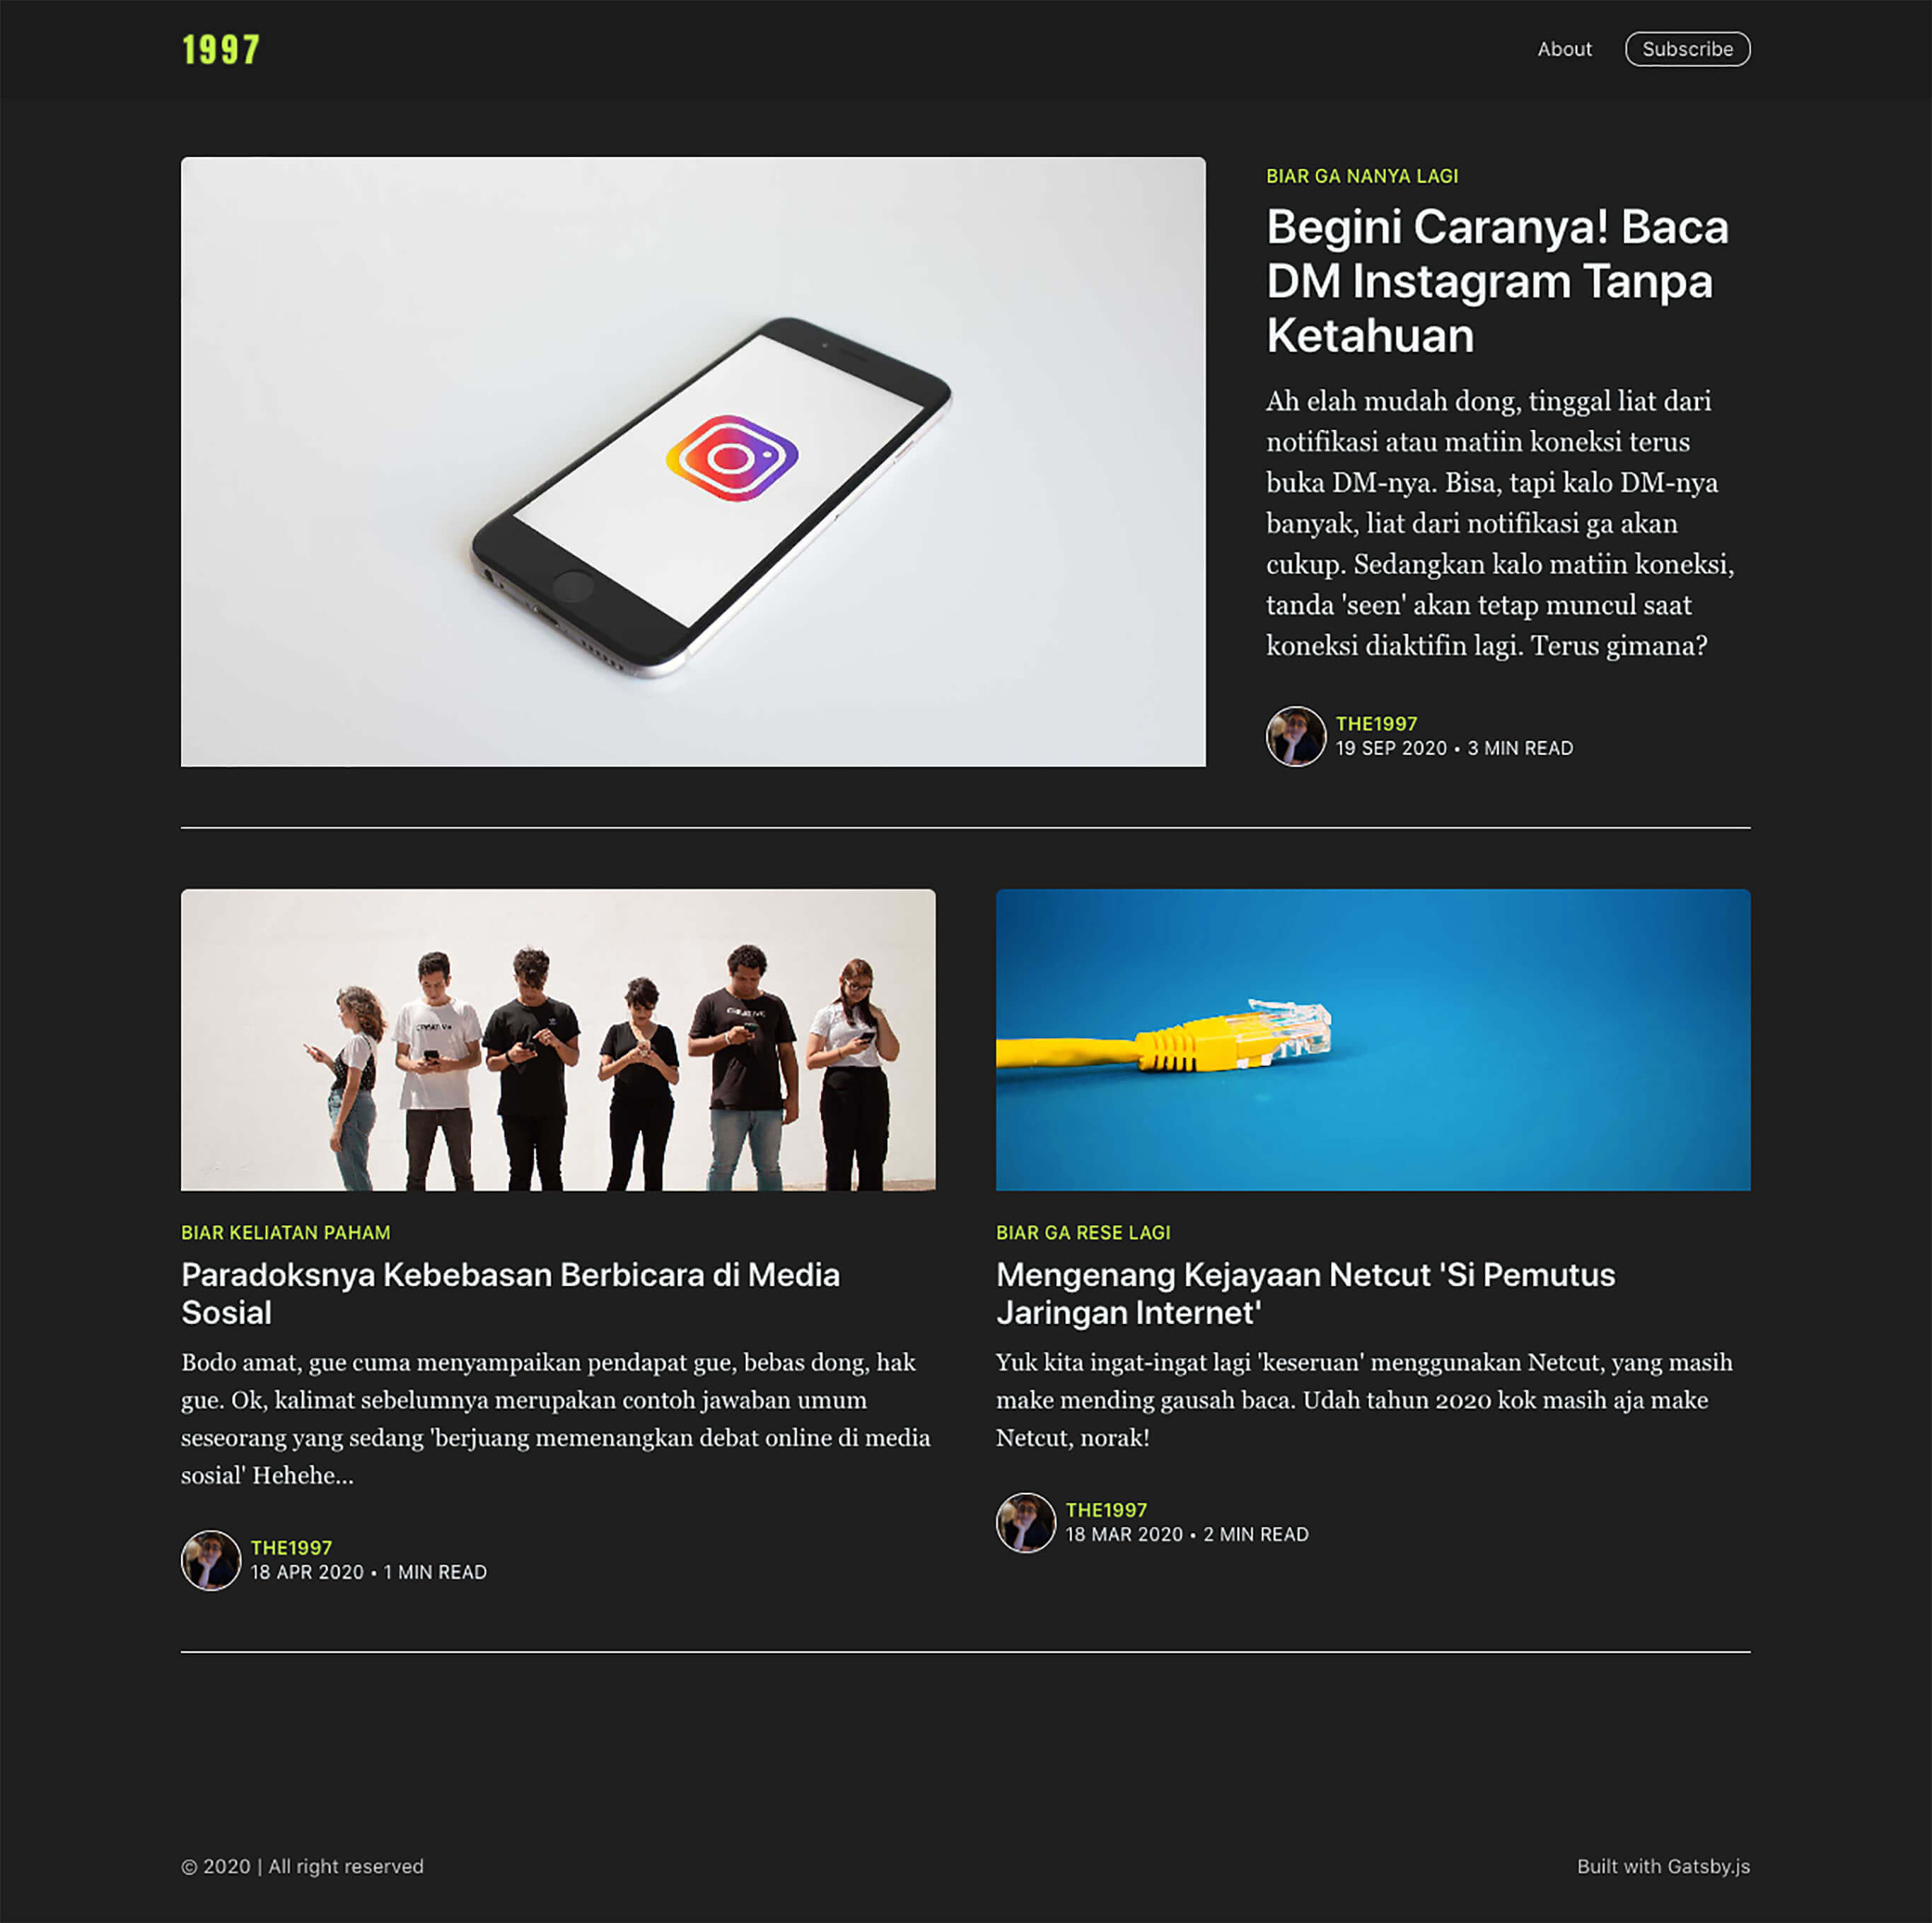 1997
About
Subscribe
BIAR GA NANYA LAGI
Begini Caranya! Baca
DM Instagram Tanpa
Ketahuan
Ah elah mudah dong, tinggal liat dari
notifikasi atau matiin koneksi terus
buka DM-nya. Bisa, tapi kalo DM-nya
banyak, liat dari notifikasi ga akan
cukup. Sedangkan kalo matiin koneksi,
tanda 'seen' akan tetap muncul saat
koneksi diaktifin lagi. Terus gimana?
THE1997
19 SEP 2020 • 3 MIN READ
CREATIVE
CREATIVE
BIAR KELIATAN PAHAM
Paradoksnya Kebebasan Berbicara di Media
Sosial
Bodo amat, gue cuma menyampaikan pendapat gue, bebas dong, hak
gue. Ok, kalimat sebelumnya merupakan contoh jawaban umum
seseorang yang sedang 'berjuang memenangkan debat online di media
sosial' Hehehe...
THE1997
18 APR 2020 • 1 MIN READ
BIAR GA RESE LAGI
Mengenang Kejayaan Netcut 'Si Pemutus
Jaringan Internet'
Yuk kita ingat-ingat lagi 'keseruan' menggunakan Netcut, yang masih
make mending gausah baca. Udah tahun 2020 kok masih aja make
Netcut, norak!
THE1997
18 MAR 2020 • 2 MIN READ
© 2020 | All right reserved
Built with Gatsby.js